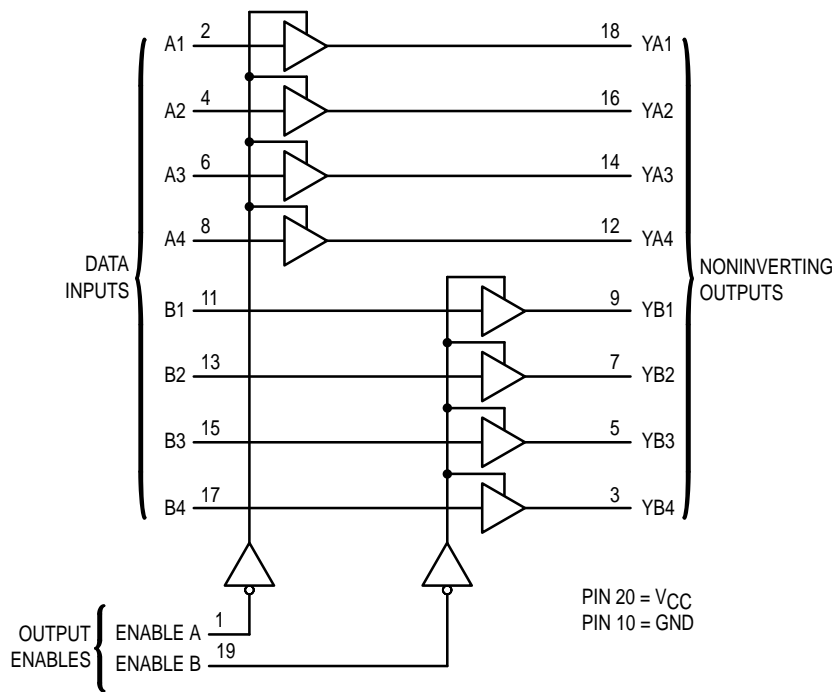 A1 2 18 YA1
A2 4 16 YA2
A3 6 14 YA3
A4 8 12 YA4
DATA
INPUTS
NONINVERTING
OUTPUTS
B1 11 9 YB1
B2 13 7 YB2
B3 15 5 YB3
B4 17 3 YB4
OUTPUT
ENABLES
ENABLE A 1
ENABLE B 19
PIN 20 = VCC
PIN 10 = GND